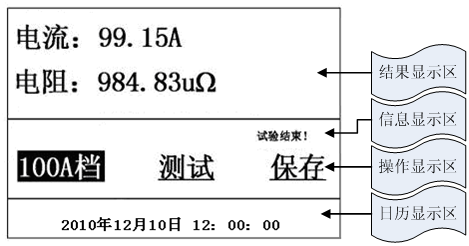 电流：99.15A
电阻：984.83uΩ
结果显示区
试验结束！
信息显示区
100A档 测试 保存
操作显示区
2010年12月10日 12：00：00
日历显示区